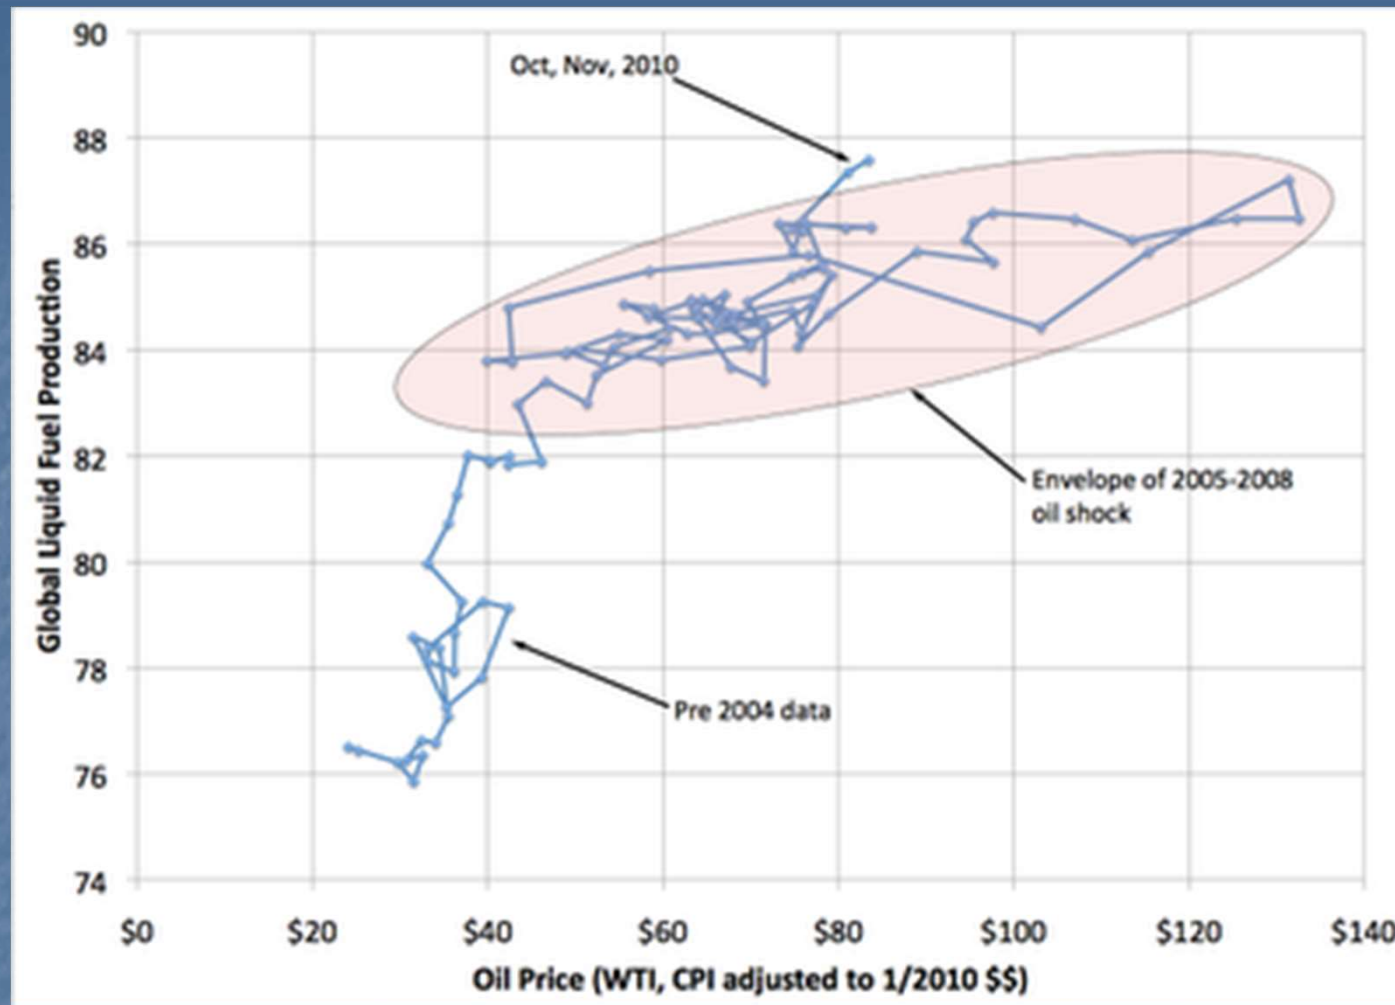 90
Oct, Nov, 2010
88
86
84
82
Envelope of 2005-2008
oil shock
80
78
Pre 2004 data
76
74
Global Liquid Fuel Production
$0 $20 $40 $60 $80 $100 $120 $140
Oil Price (WTI, CPI adjusted to 1/2010 $$)